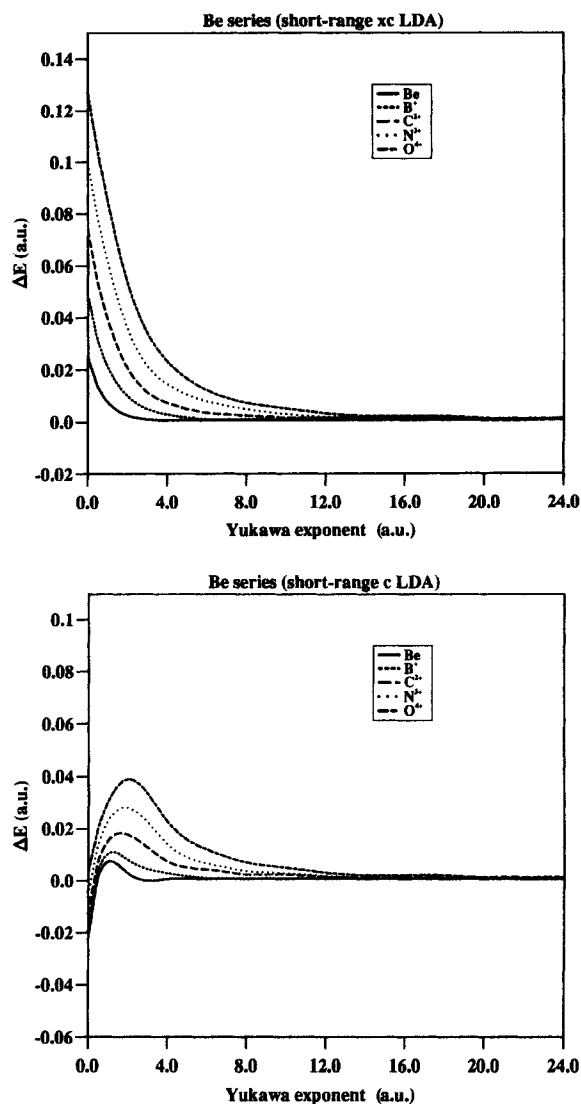 Be series (short-range xc LDA)
0.14
0.12
0.1
0.08
0.06
0.04
0.02
0.0
-0.02
ΔE (a.u.)
Be
B⁺
C²⁺
N³⁺
O⁴⁺
0.0 4.0 8.0 12.0 16.0 20.0 24.0
Yukawa exponent (a.u.)
Be series (short-range c LDA)
0.1
0.08
0.06
0.04
0.02
0.0
-0.02
-0.04
-0.06
ΔE (a.u.)
Be
B⁺
C²⁺
N³⁺
O⁴⁺
0.0 4.0 8.0 12.0 16.0 20.0 24.0
Yukawa exponent (a.u.)